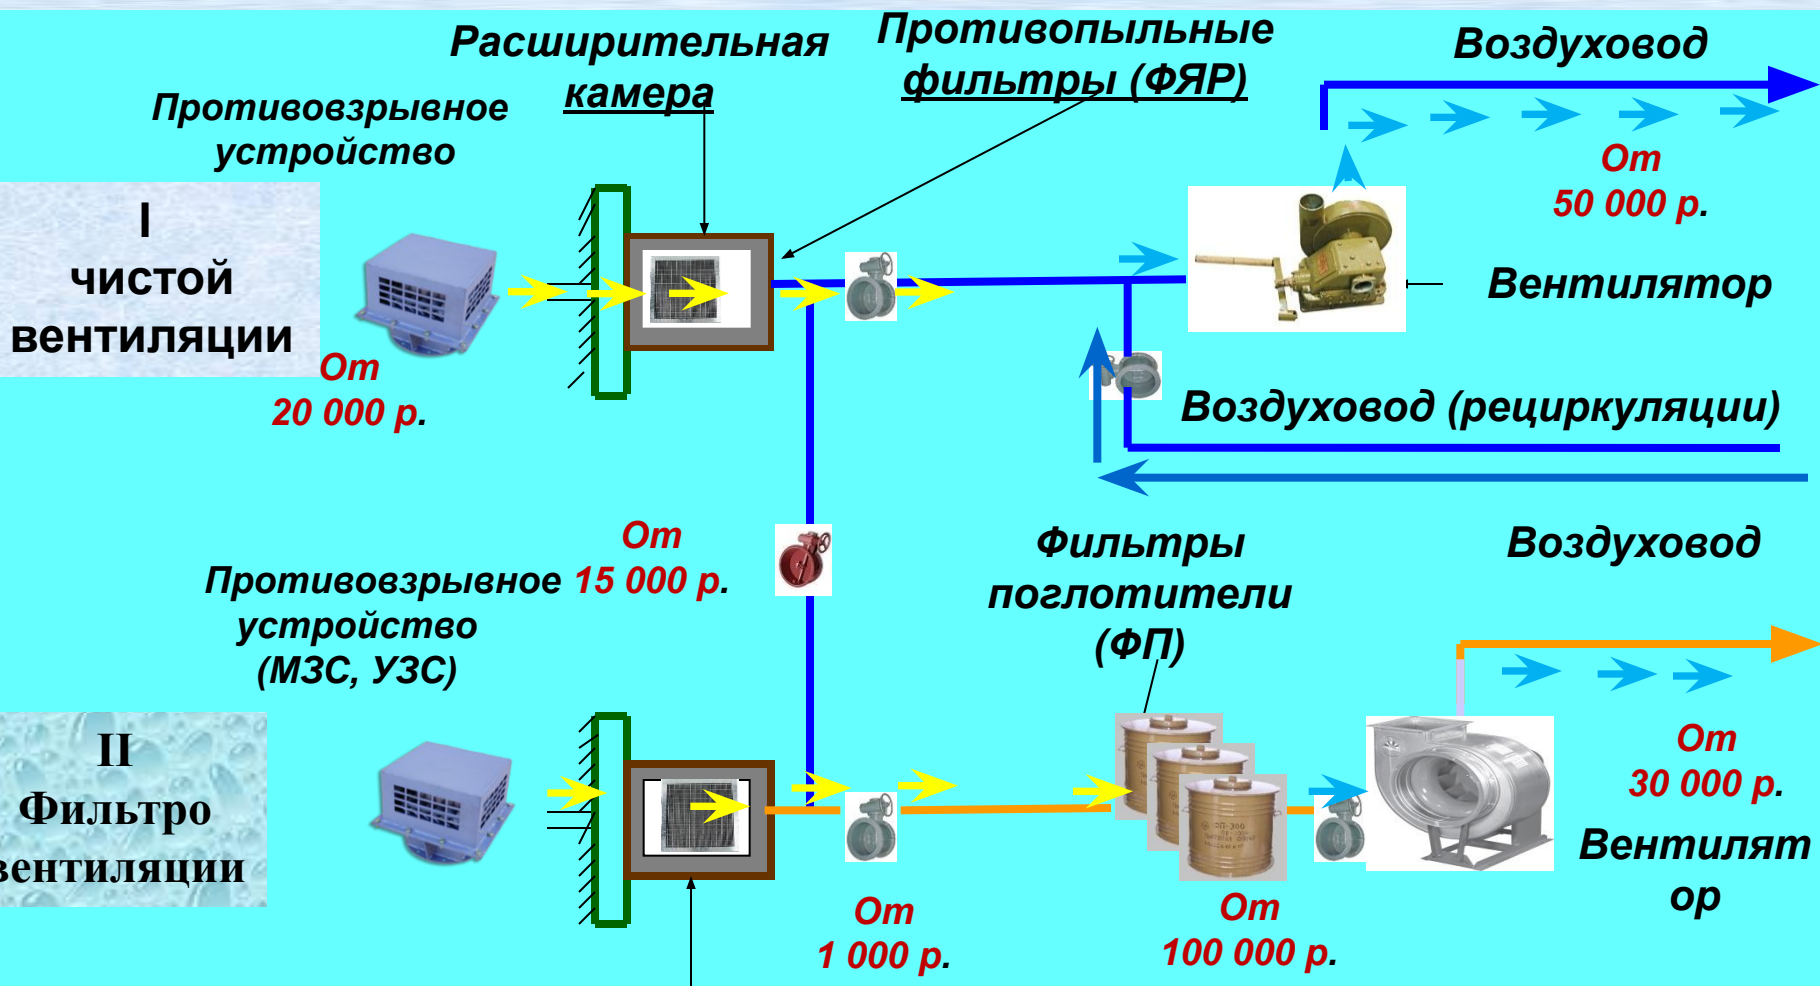 Расширительная
камера
Противопыльные
фильтры (ФЯР)
Воздуховод
Противовзрывное
устройство
От
50 000 р.
I
чистой
вентиляции
Вентилятор
От
20 000 р.
Воздуховод (рециркуляции)
От
15 000 р.
Противовзрывное
устройство
(МЗС, УЗС)
Фильтры
поглотители
(ФП)
Воздуховод
II
Фильтро
вентиляции
От
30 000 р.
Вентилят
ор
От
1 000 р.
От
100 000 р.